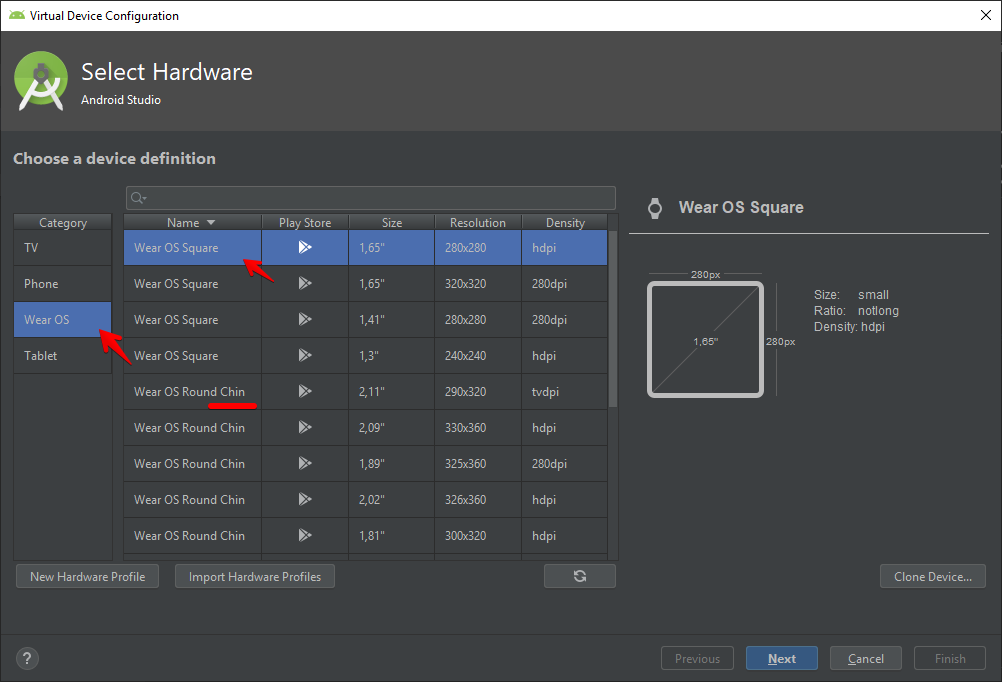 Virtual Device Configuration
Select Hardware
Android Studio
Choose a device definition
Category
TV
Phone
Wear OS
Tablet
Name Play Store Size Resolution Density
Wear OS Square 1,65" 280x280 hdpi
Wear OS Square 1,65" 320x320 280dpi
Wear OS Square 1,41" 280x280 280dpi
Wear OS Square 1,3" 240x240 hdpi
Wear OS Round Chin 2,11" 290x320 tvdpi
Wear OS Round Chin 2,09" 330x360 hdpi
Wear OS Round Chin 1,89" 325x360 280dpi
Wear OS Round Chin 2,02" 326x360 hdpi
Wear OS Round Chin 1,81" 300x320 hdpi
Wear OS Square
280px
1,65"
280px
Size: small
Ratio: notlong
Density: hdpi
New Hardware Profile Import Hardware Profiles Clone Device...
? Previous Next Cancel Finish